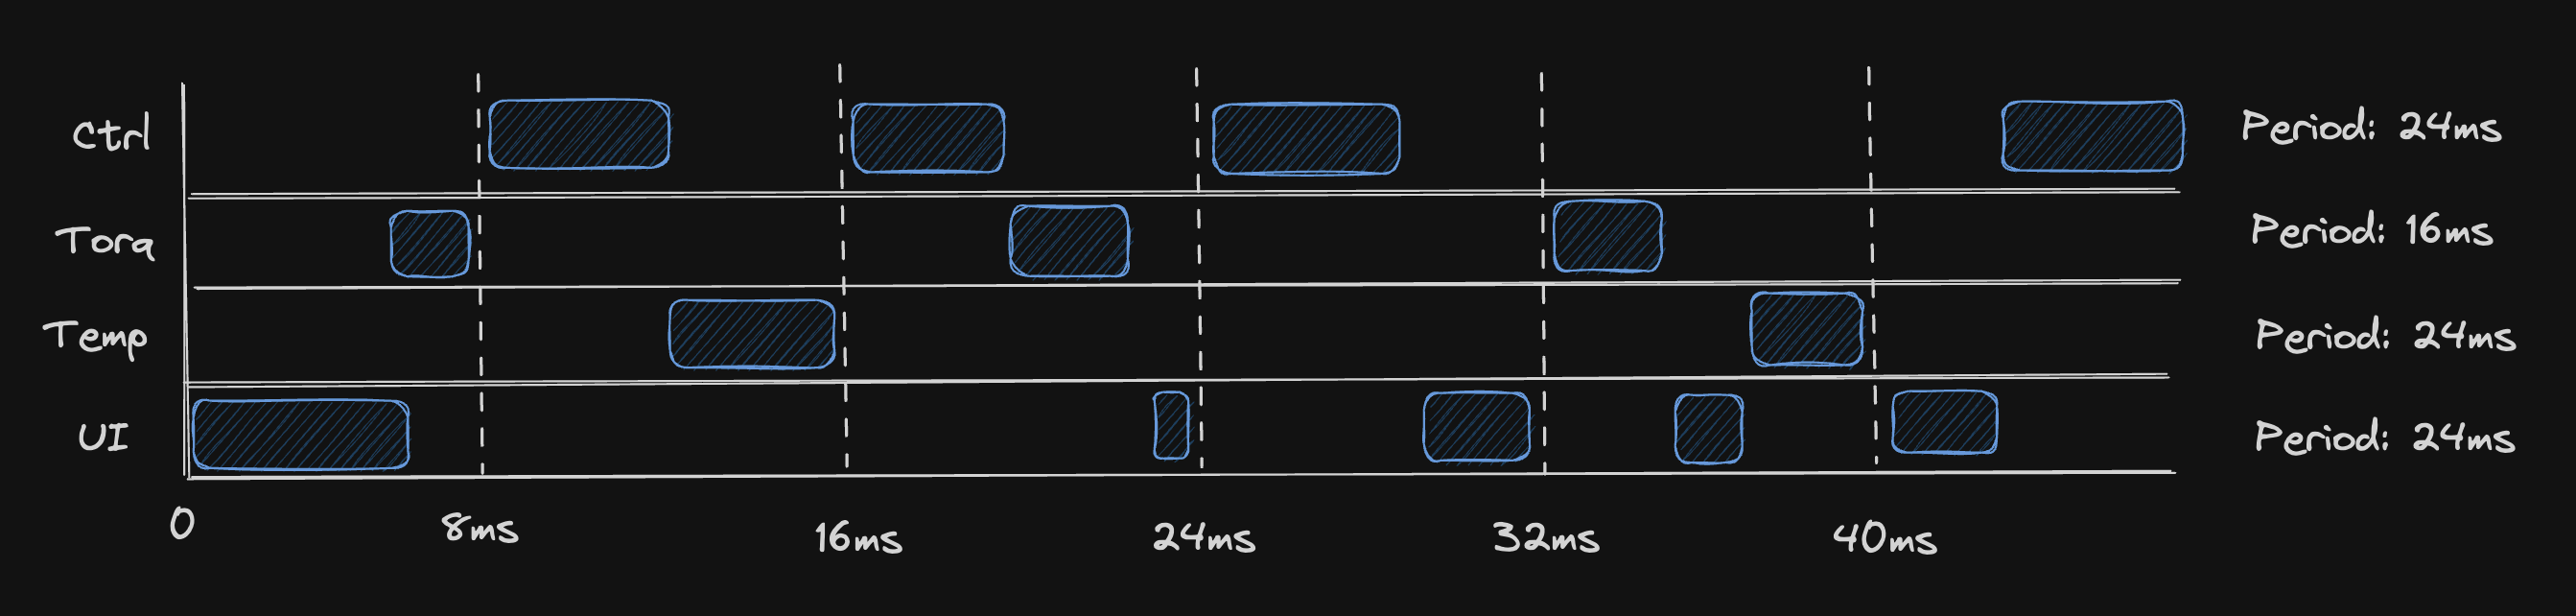 Ctrl Period: 24ms
Torq Period: 16ms
Temp Period: 24ms
UI Period: 24ms
0 8ms 16ms 24ms 32ms 40ms